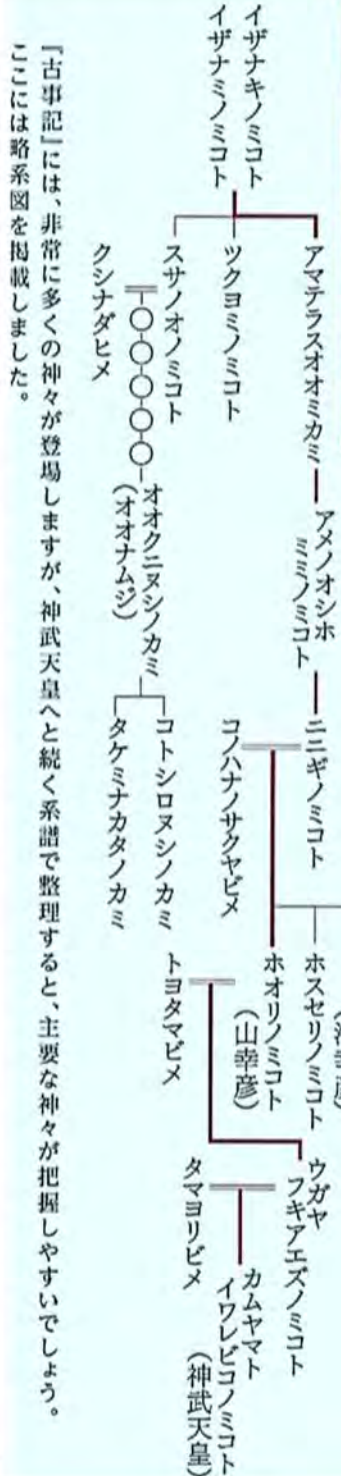 イザナキノミコト
イザナミノミコト
アマテラスオオミカミ
ツクヨミノミコト
スサノオノミコト
クシナダヒメ
アメノオシホ
ミミノミコト
オオクニヌシノカミ
(オオナムジ)
ニニギノミコト
コノハナノサクヤビメ
コトシロヌシノカミ
タケミナカタノカミ
ホスセリノミコト
ホオリノミコト
(山幸彦)
トヨタマビメ
ウガヤ
フキアエズノミコト
タマヨリビメ
カムヤマト
イワレビコノミコト
(神武天皇)
『古事記』には、非常に多くの神々が登場しますが、神武天皇へと続く系譜で整理すると、主要な神々が把握しやすいでしょう。
ここには略系図を掲載しました。